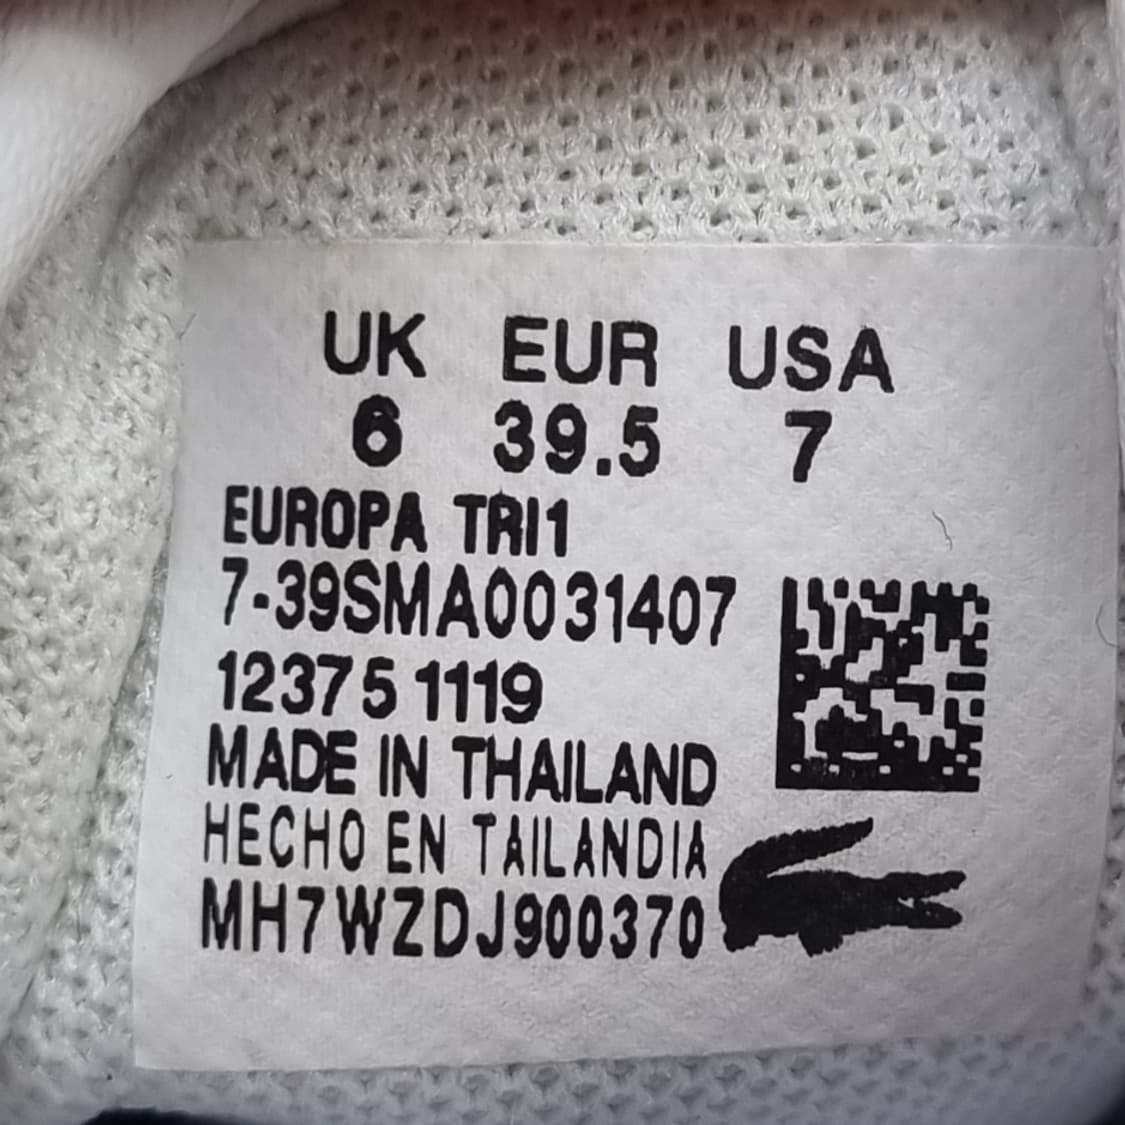 UK EUR USA
6 39.5 7
EUROPA TRI1
7-39SMA0031407
12375 1119
MADE IN THAILAND
HECHO EN TAILANDIA
MH7WZDJ900370